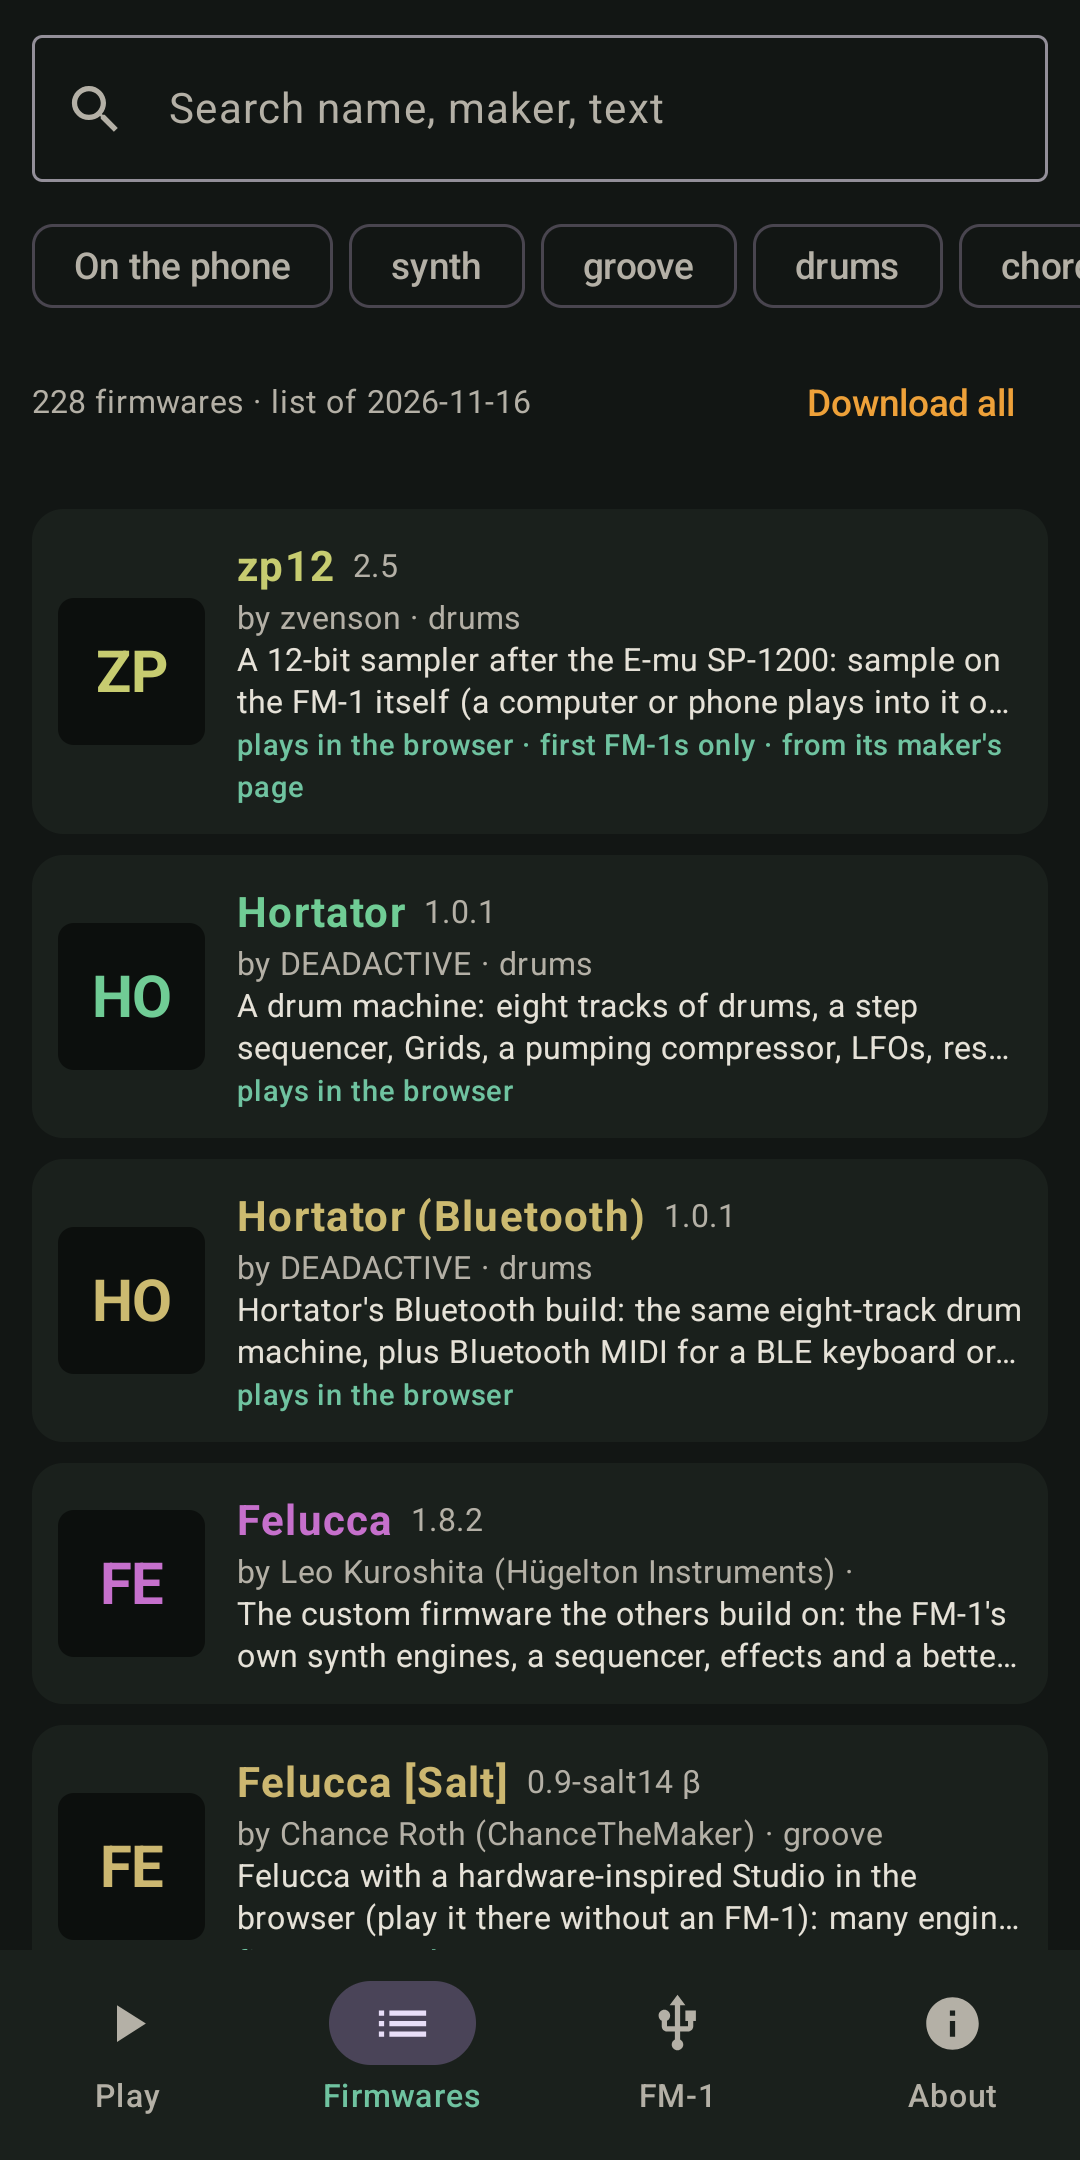 Search name, maker, text
On the phone
synth
groove
drums
228 firmwares · list of 2026-11-16
Download all
zp12 2.5
by zvenson · drums
ZP
A 12-bit sampler after the E-mu SP-1200: sample on
the FM-1 itself (a computer or phone plays into it o…
plays in the browser · first FM-1s only · from its maker's
page
Hortator 1.0.1
by DEADACTIVE · drums
HO
A drum machine: eight tracks of drums, a step
sequencer, Grids, a pumping compressor, LFOs, res…
plays in the browser
Hortator (Bluetooth) 1.0.1
by DEADACTIVE · drums
HO
Hortator's Bluetooth build: the same eight-track drum
machine, plus Bluetooth MIDI for a BLE keyboard or…
plays in the browser
Felucca 1.8.2
by Leo Kuroshita (Hügelton Instruments) ·
FE
The custom firmware the others build on: the FM-1's
own synth engines, a sequencer, effects and a bette…
Felucca [Salt] 0.9-salt14 β
by Chance Roth (ChanceTheMaker) · groove
FE
Felucca with a hardware-inspired Studio in the
browser (play it there without an FM-1): many engin…
Play
Firmwares
FM-1
About